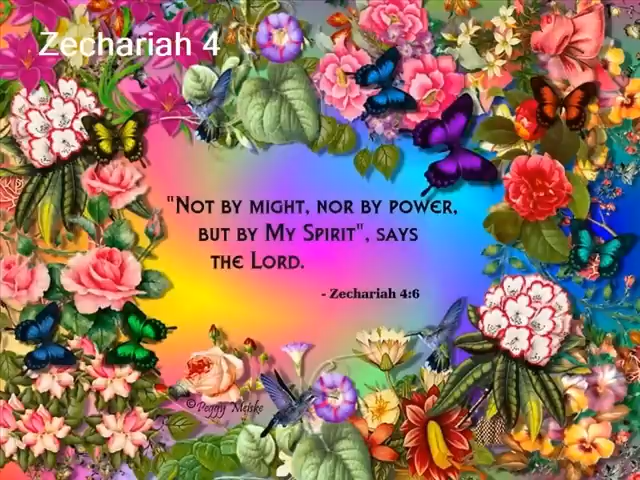 Zechariah 4
"Not by might, nor by power,
but by My Spirit", says
the Lord.
- Zechariah 4:6
©Peggy Meiske